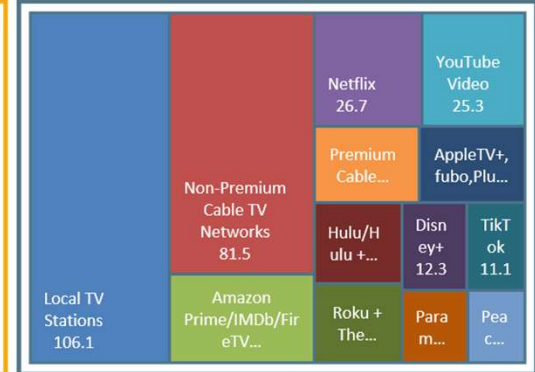 Local TV
Stations
106.1
Non-Premium
Cable TV
Networks
81.5
Amazon
Prime/IMDb/Fir
eTV...
Netflix
26.7
YouTube
Video
25.3
Premium
Cable...
AppleTV+,
fubo,Plu...
Hulu/H
ulu +...
Disn
ey+
12.3
TikT
ok
11.1
Roku +
The...
Para
m...
Pea
c...